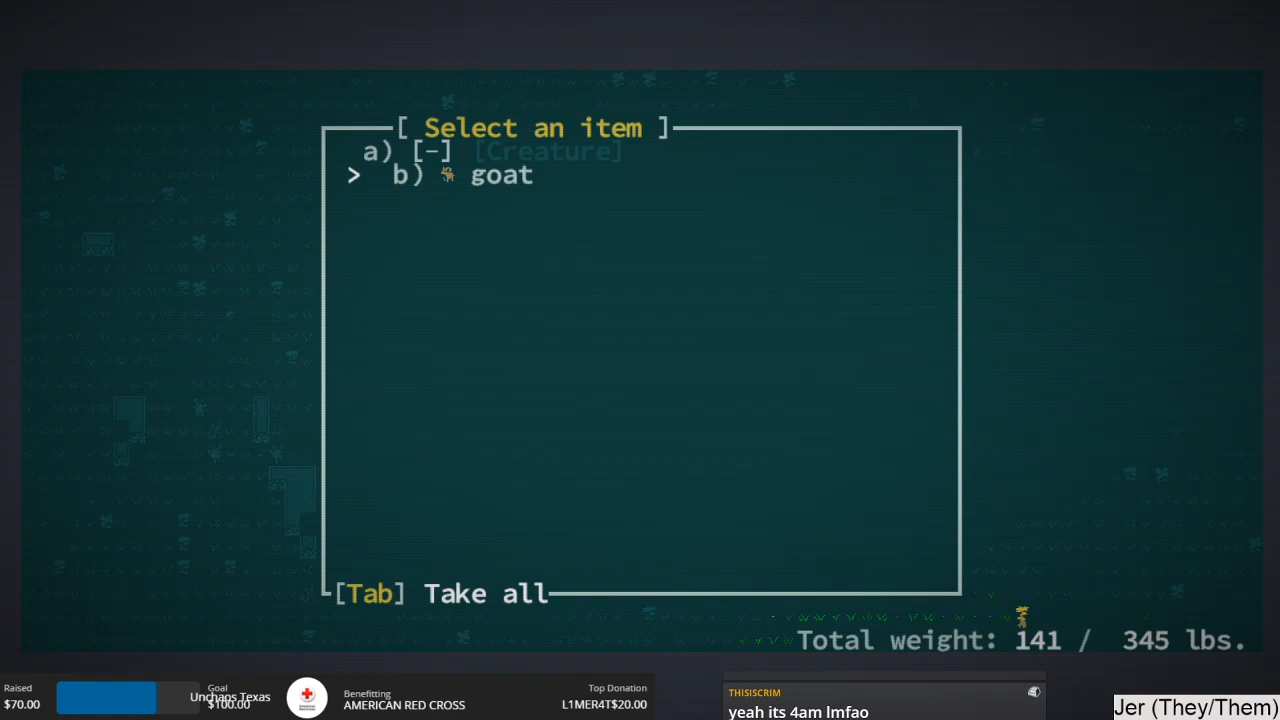 [ Select an item ]
a) [-] [Creature]
> b) goat
[Tab] Take all
Total weight: 141 / 345 lbs.
Raised
$70.00
Goal
$100.00
Unchaos Texas
Benefitting
AMERICAN RED CROSS
Top Donation
L1MER4T$20.00
THISISCRIM
yeah its 4am lmfao
Jer (They/Them)